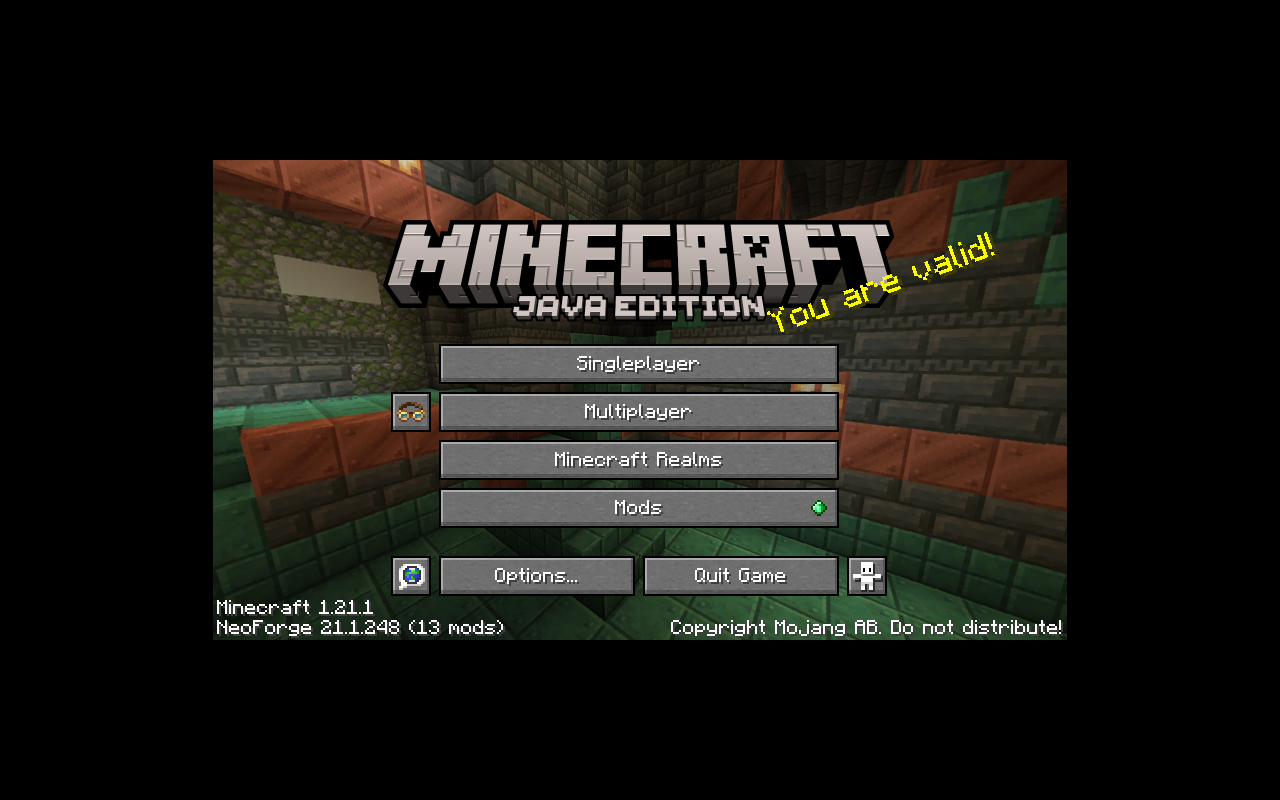 MINECRAFT
JAVA EDITION
You are valid!
Singleplayer
Multiplayer
Minecraft Realms
Mods
Options...
Quit Game
Minecraft 1.21.1
NeoForge 21.1.248 (13 mods)
Copyright Mojang AB. Do not distribute!